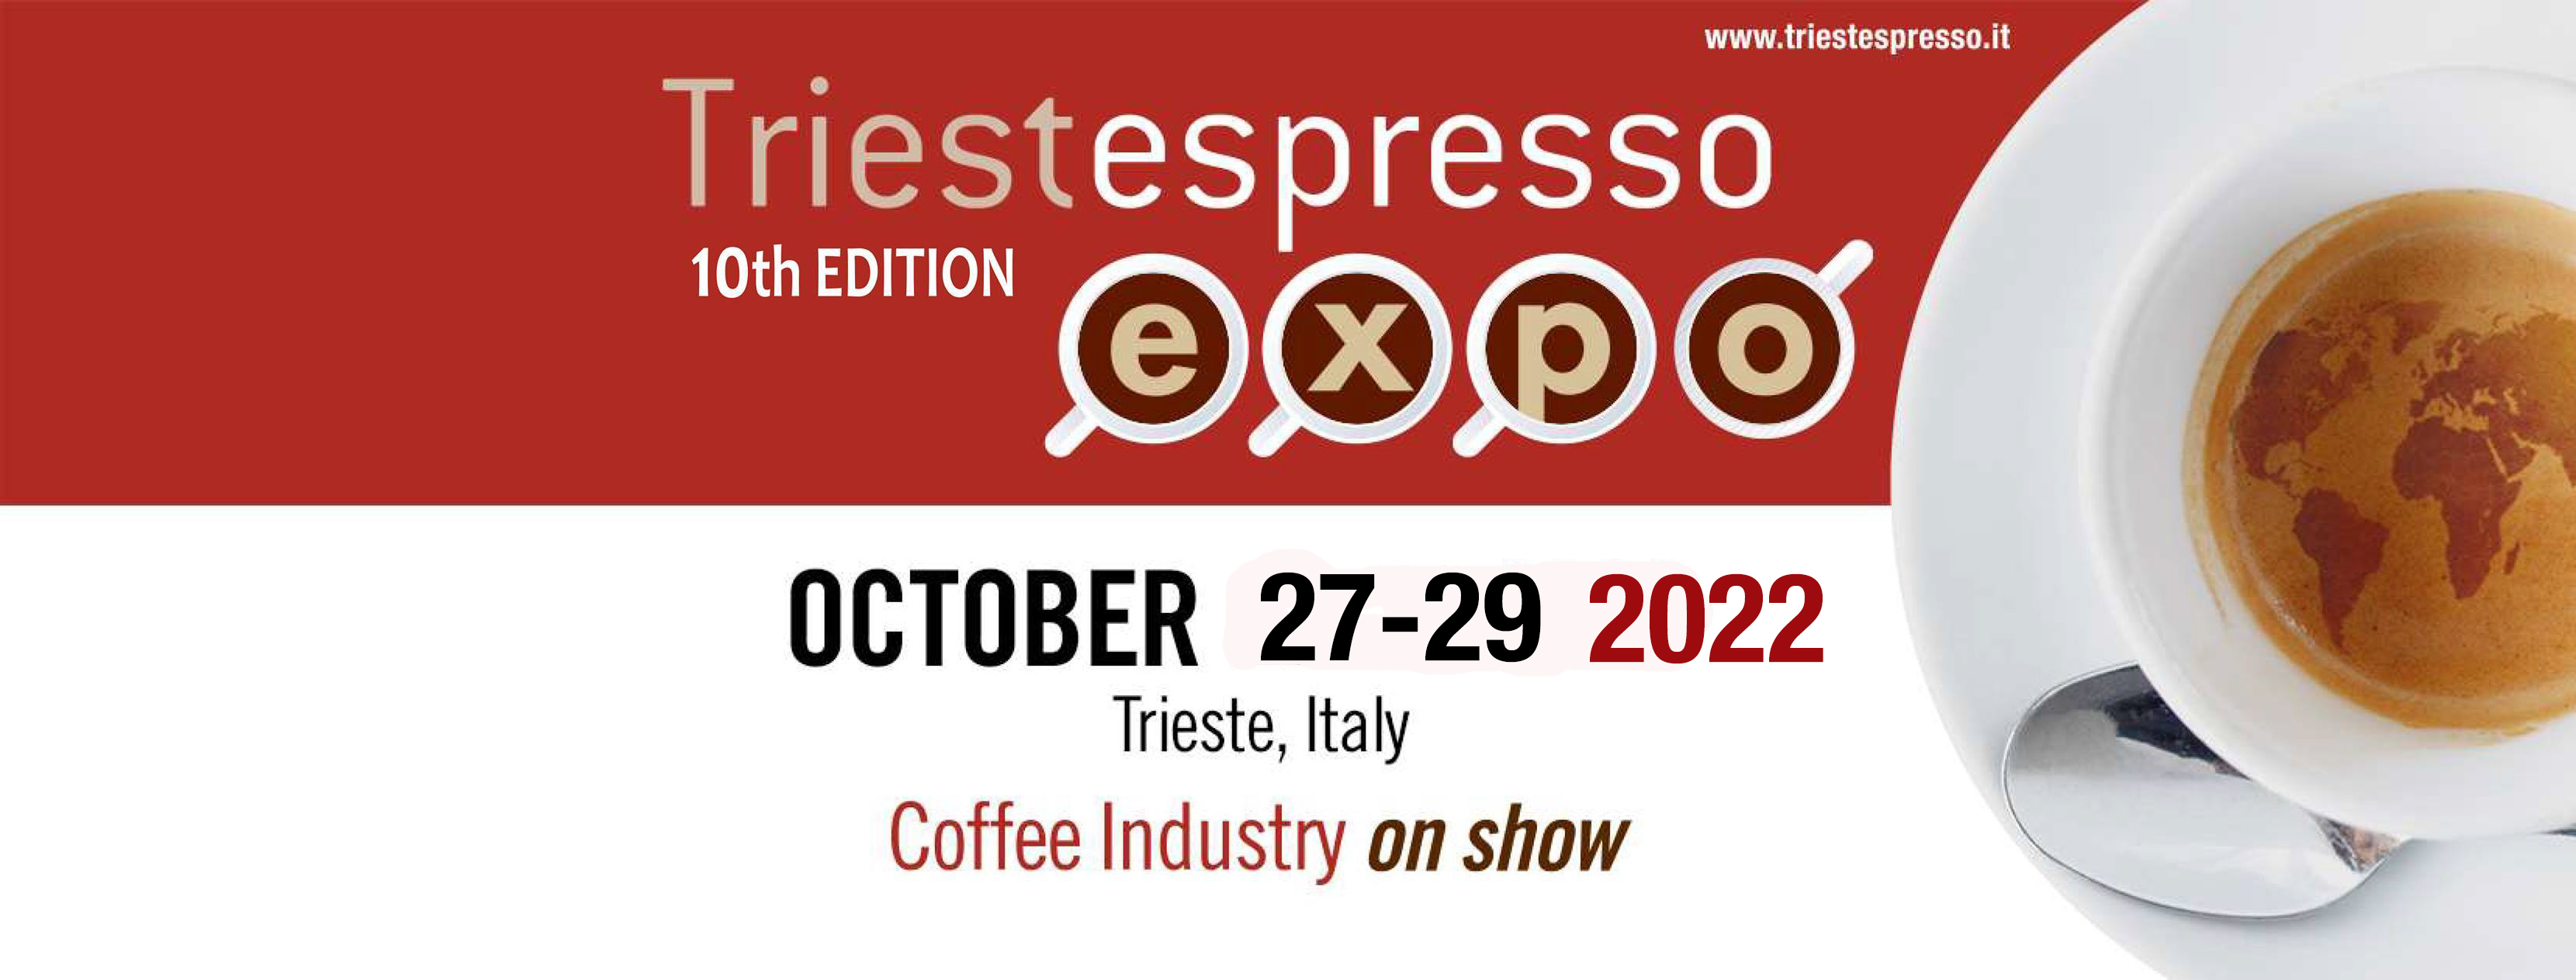 www.triestespresso.it
Triestespresso
10th EDITION
expo
OCTOBER 27-29 2022
Trieste, Italy
Coffee Industry on show